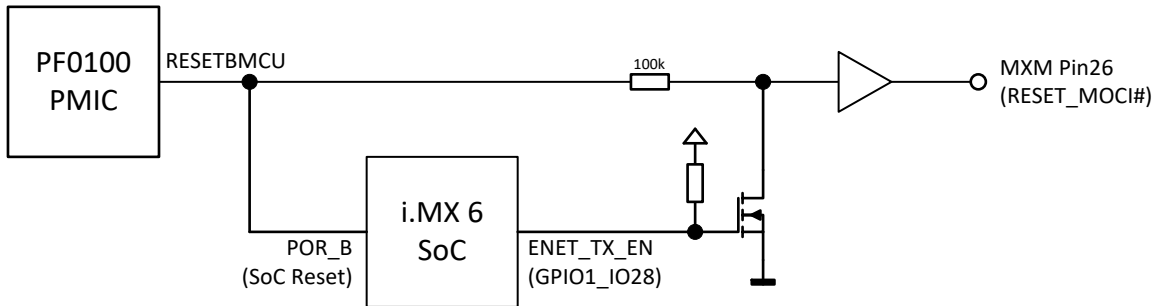 PF0100
PMIC
RESETBMCU
100k
MXM Pin26
(RESET_MOCI#)
i.MX 6
SoC
POR_B
(SoC Reset)
ENET_TX_EN
(GPIO1_IO28)